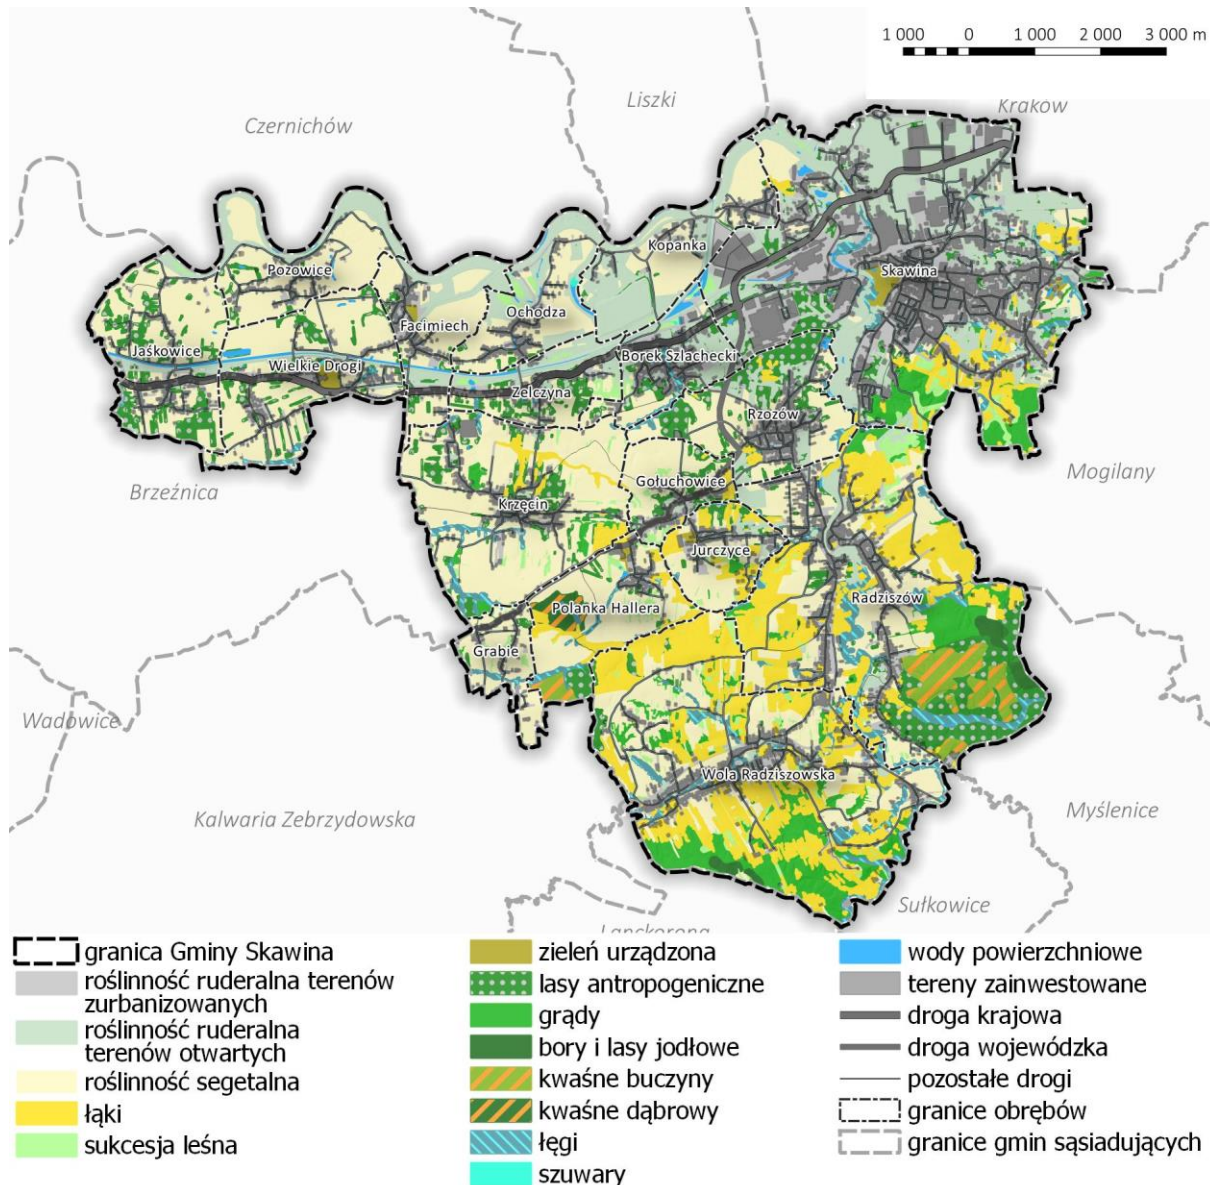 1 000 0 1 000 2 000 3 000 m
Liszki
Kraków
Czernichów
Kopanka
Pozowice
Skawina
Ochodza
Facimiech
Jaśkowice
Borek Szlachecki
Wielkie Drogi
Zelczyna
Rzozów
Mogilany
Brzeźnica
Gołuchowice
Krzęcin
Jurczyce
Radziszów
Polanka Hallera
Grabie
Wadowice
Wola Radziszowska
Kalwaria Zebrzydowska
Myślenice
Sułkowice
Lanckorona
granica Gminy Skawina
roślinność ruderalna terenów
zurbanizowanych
roślinność ruderalna
terenów otwartych
roślinność segetalna
łąki
sukcesja leśna
zieleń urządzona
lasy antropogeniczne
grądy
bory i lasy jodłowe
kwaśne buczyny
kwaśne dąbrowy
łęgi
szuwary
wody powierzchniowe
tereny zainwestowane
droga krajowa
droga wojewódzka
pozostałe drogi
granice obrębów
granice gmin sąsiadujących